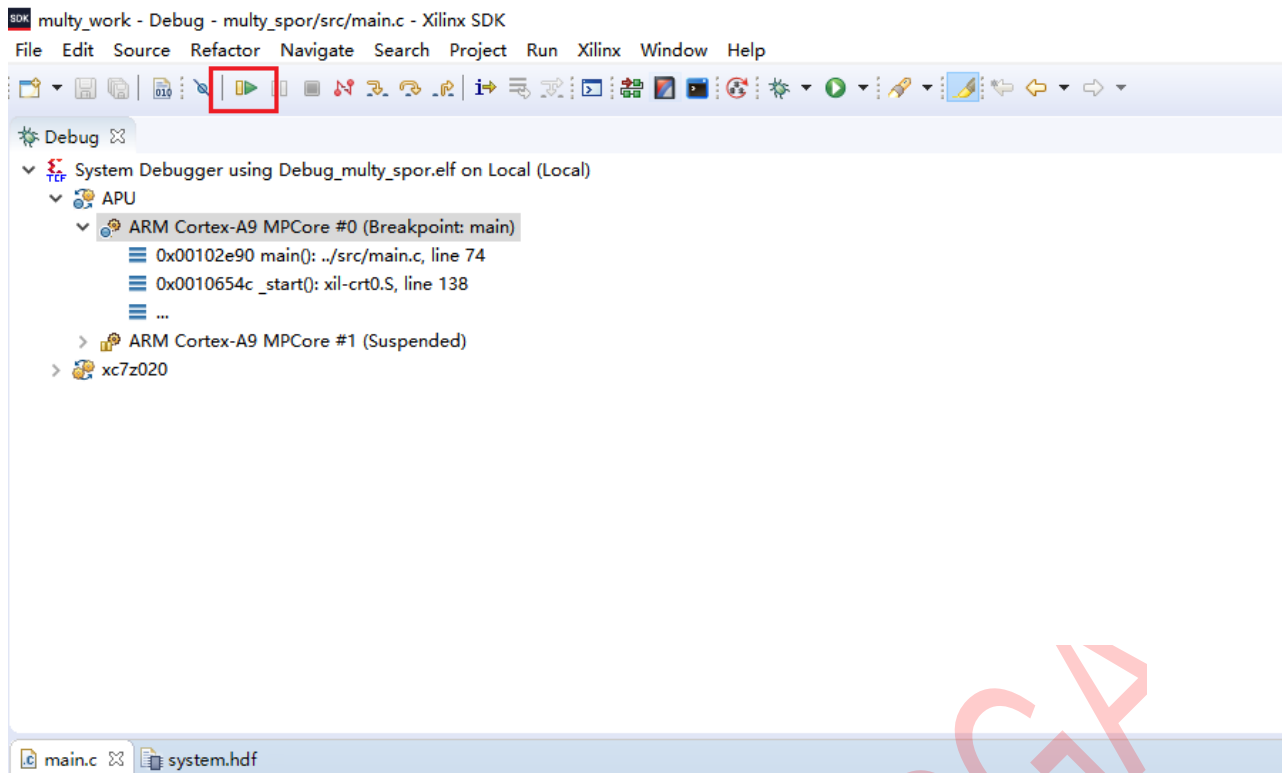 SDK multy_work - Debug - multy_spor/src/main.c - Xilinx SDK
File Edit Source Refactor Navigate Search Project Run Xilinx Window Help
Debug
System Debugger using Debug_multy_spor.elf on Local (Local)
TCF
APU
ARM Cortex-A9 MPCore #0 (Breakpoint: main)
0x00102e90 main(): ../src/main.c, line 74
0x0010654c _start(): xil-crt0.S, line 138
...
ARM Cortex-A9 MPCore #1 (Suspended)
xc7z020
main.c system.hdf